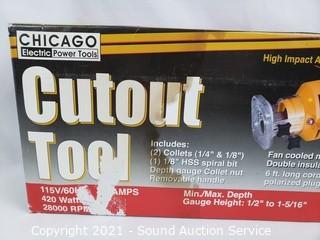 CHICAGO
Electric Power Tools
High Impact A
Cutout
Tool
Includes:
(2) Collets (1/4" & 1/8")
(1) 1/8" HSS spiral bit
Depth gauge Collet nut
Removable handle
Fan cooled m
Double insula
6 ft. long cor
polarized plug
115V/60H AMPS
420 Watt
28000 RPM
Min./Max. Depth
Gauge Height: 1/2" to 1-5/16"
Copyright 2021 - Sound Auction Service